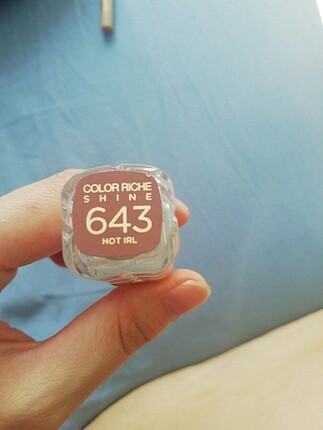 COLOR RICHE
SHINE
643
HOT IRL